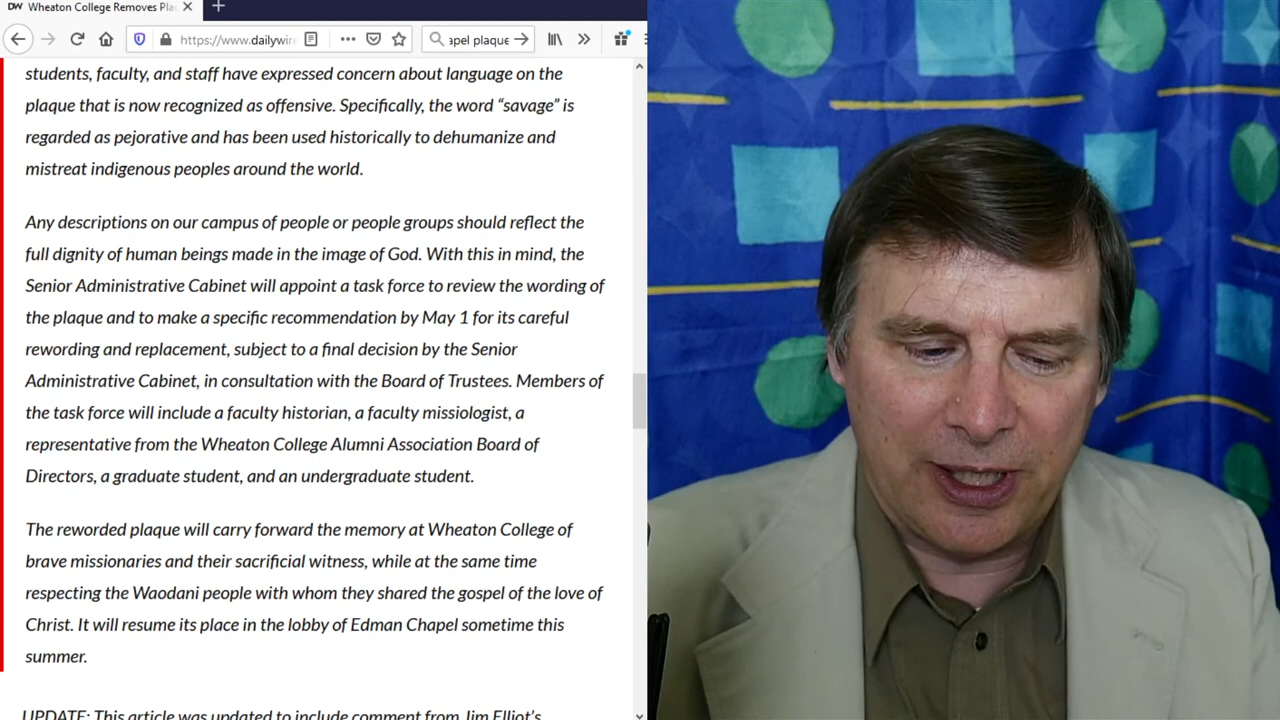 DW Wheaton College Removes Pla
https://www.dailywir
apel plaque
students, faculty, and staff have expressed concern about language on the
plaque that is now recognized as offensive. Specifically, the word “savage” is
regarded as pejorative and has been used historically to dehumanize and
mistreat indigenous peoples around the world.
Any descriptions on our campus of people or people groups should reflect the
full dignity of human beings made in the image of God. With this in mind, the
Senior Administrative Cabinet will appoint a task force to review the wording of
the plaque and to make a specific recommendation by May 1 for its careful
rewording and replacement, subject to a final decision by the Senior
Administrative Cabinet, in consultation with the Board of Trustees. Members of
the task force will include a faculty historian, a faculty missiologist, a
representative from the Wheaton College Alumni Association Board of
Directors, a graduate student, and an undergraduate student.
The reworded plaque will carry forward the memory at Wheaton College of
brave missionaries and their sacrificial witness, while at the same time
respecting the Waodani people with whom they shared the gospel of the love of
Christ. It will resume its place in the lobby of Edman Chapel sometime this
summer.
UPDATE: This article was updated to include comment from Jim Elliot’s